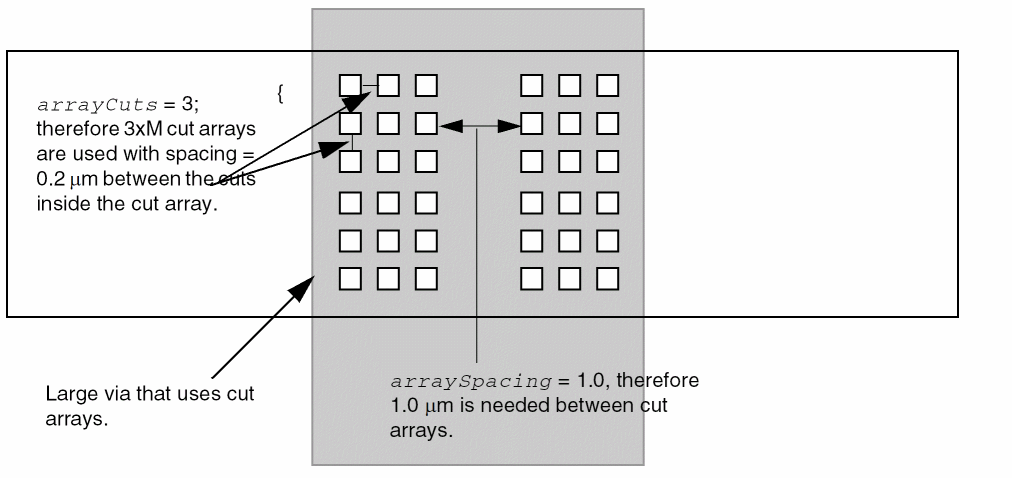 {
arrayCuts = 3;
therefore 3xM cut arrays
are used with spacing =
0.2 µm between the cuts
inside the cut array.
Large via that uses cut
arrays.
arraySpacing = 1.0, therefore
1.0 µm is needed between cut
arrays.